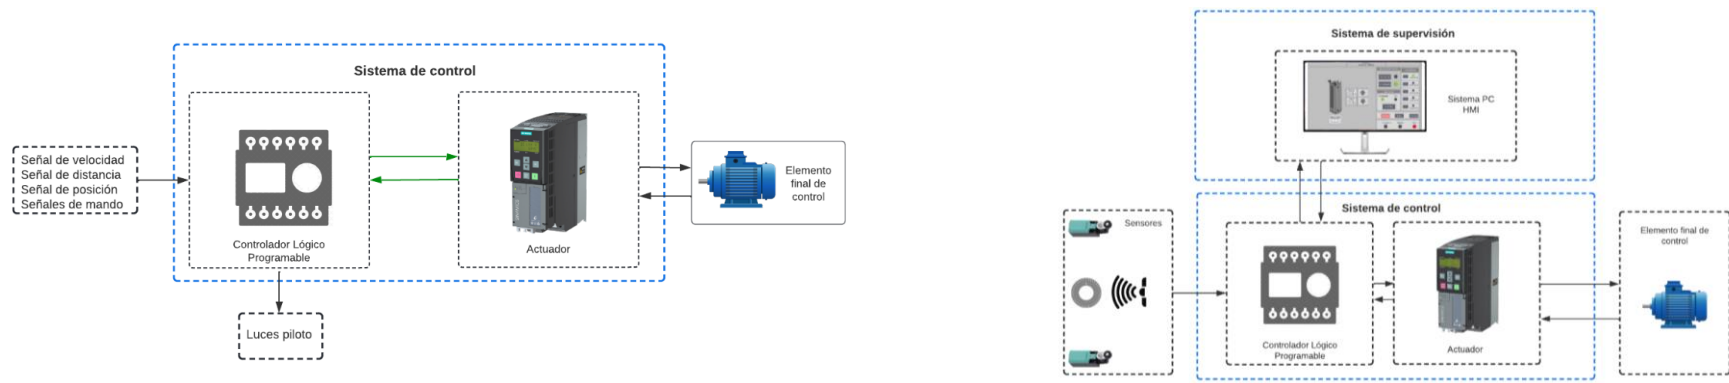 Sistema de control
Señal de velocidad
Señal de distancia
Señal de posición
Señales de mando
Controlador Lógico
Programable
Actuador
Elemento
final de
control
Luces piloto
Sistema de supervisión
Sistema PC
HMI
Sistema de control
Sensores
Controlador Lógico
Programable
Actuador
Elemento final de
control